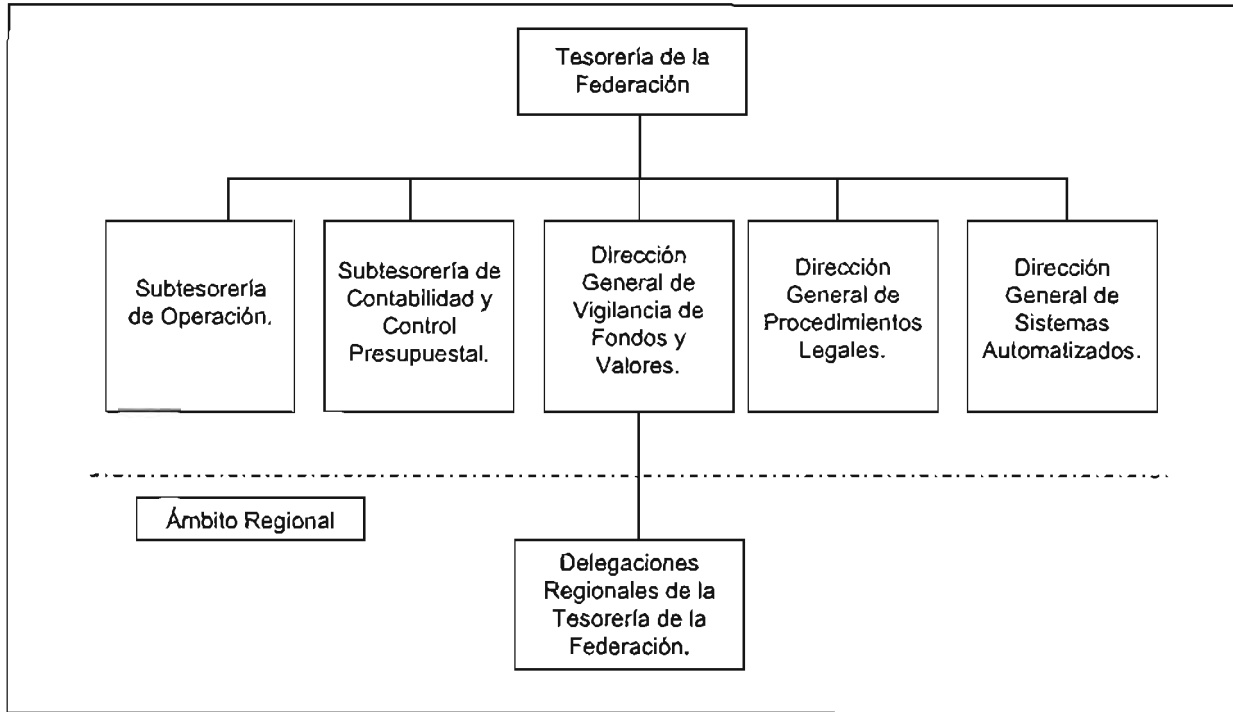 Tesorería de la
Federación
Subtesorería
de Operación.
Subtesorería de
Contabilidad y
Control
Presupuestal.
Dirección
General de
Vigilancia de
Fondos y
Valores.
Dirección
General de
Procedimientos
Legales.
Dirección
General de
Sistemas
Automatizados.
Ámbito Regional
Delegaciones
Regionales de la
Tesorería de la
Federación.